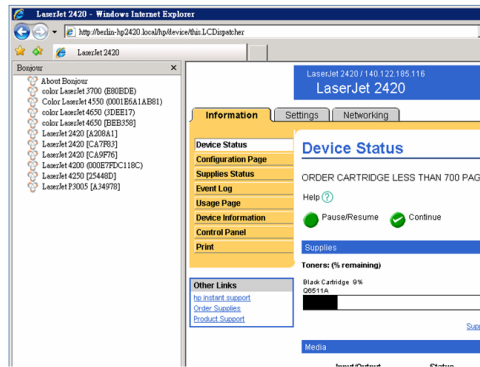 LaserJet 2420 - Windows Internet Explorer
http://berlin-hp2420.local/hp/device/this.LCDispatcher
LaserJet 2420
Bonjour
About Bonjour
color LaserJet 3700 (E80BDE)
Color LaserJet 4550 (0001E6A1AB81)
color LaserJet 4650 (3DEE17)
color LaserJet 4650 [BEB358]
LaserJet 2420 [A208A1]
LaserJet 2420 [CA7F83]
LaserJet 2420 [CA9F76]
LaserJet 4200 (000E7FDC118C)
LaserJet 4250 [25448D]
LaserJet P3005 [A34978]
LaserJet 2420 / 140.122.185.116
LaserJet 2420
Information
Settings
Networking
Device Status
Configuration Page
Supplies Status
Event Log
Usage Page
Device Information
Control Panel
Print
Other Links
hp instant support
Order Supplies
Product Support
Device Status
ORDER CARTRIDGE LESS THAN 700 PAG
Help ?
Pause/Resume
Continue
Supplies
Toners: (% remaining)
Black Cartridge 9%
Q6511A
Supp
Media
Input/Output Status